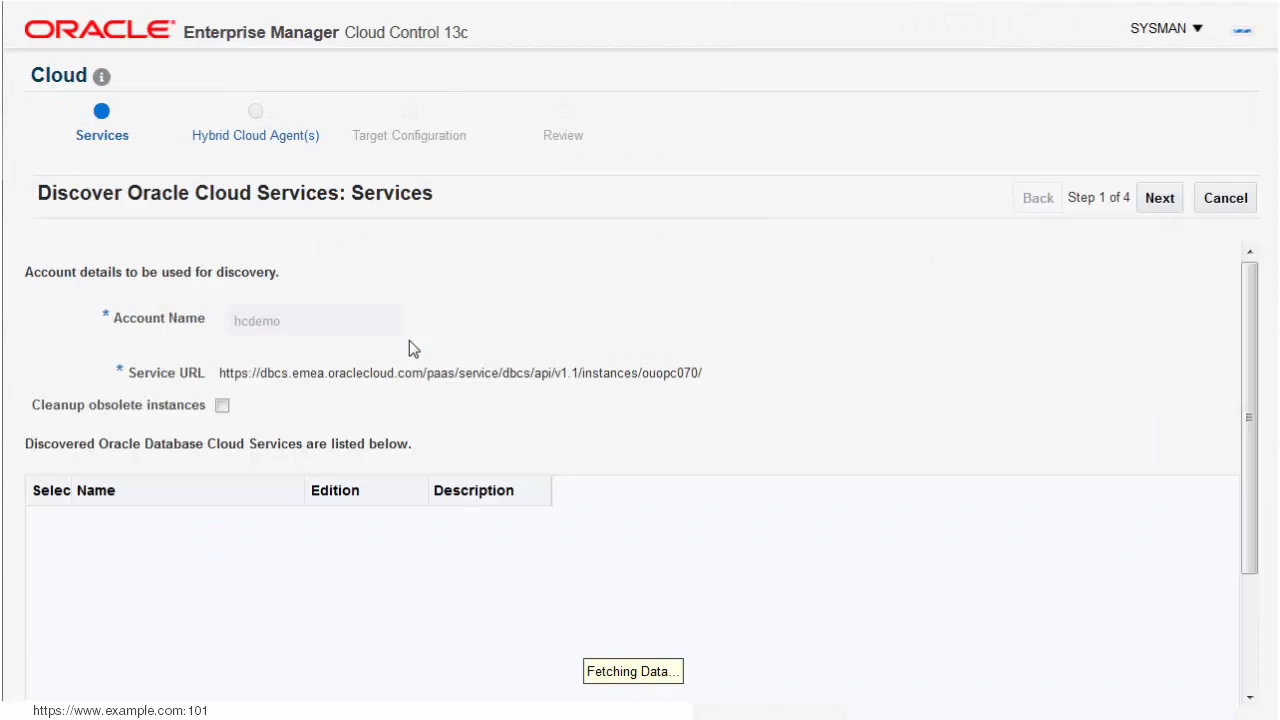 ORACLE® Enterprise Manager Cloud Control 13c
SYSMAN
Cloud
Services
Hybrid Cloud Agent(s)
Target Configuration
Review
Discover Oracle Cloud Services: Services
Back Step 1 of 4 Next Cancel
Account details to be used for discovery.
* Account Name hcdemo
* Service URL https://dbcs.emea.oraclecloud.com/paas/service/dbcs/api/v1.1/instances/ouopc070/
Cleanup obsolete instances
Discovered Oracle Database Cloud Services are listed below.
Selec Name Edition Description
Fetching Data...
https://www.example.com:101